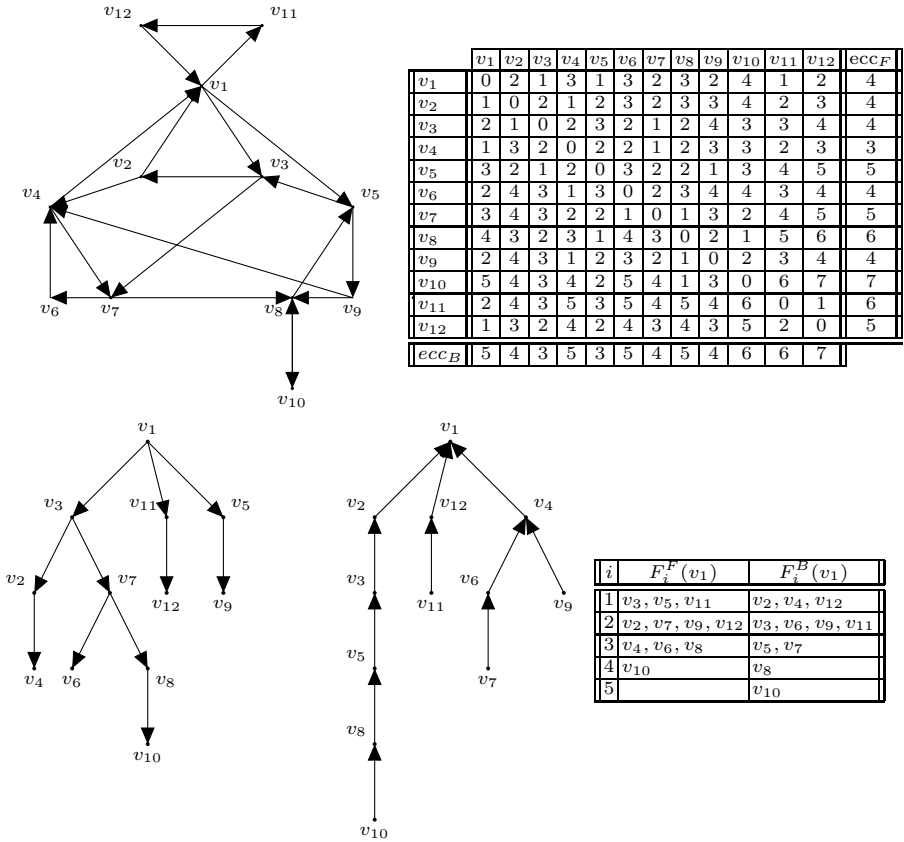 v12 v11
v1
v2 v3
v4 v5
v6 v7 v8 v9
v10
v1 v2 v3 v4 v5 v6 v7 v8 v9 v10 v11 v12 ecc_F
v1 0 2 1 3 1 3 2 3 2 4 1 2 4
v2 1 0 2 1 2 3 2 3 3 4 2 3 4
v3 2 1 0 2 3 2 1 2 4 3 3 4 4
v4 1 3 2 0 2 2 1 2 3 3 2 3 3
v5 3 2 1 2 0 3 2 2 1 3 4 5 5
v6 2 4 3 1 3 0 2 3 4 4 3 4 4
v7 3 4 3 2 2 1 0 1 3 2 4 5 5
v8 4 3 2 3 1 4 3 0 2 1 5 6 6
v9 2 4 3 1 2 3 2 1 0 2 3 4 4
v10 5 4 3 4 2 5 4 1 3 0 6 7 7
v11 2 4 3 5 3 5 4 5 4 6 0 1 6
v12 1 3 2 4 2 4 3 4 3 5 2 0 5
ecc_B 5 4 3 5 3 5 4 5 4 6 6 7
v1
v3 v11 v5
v2 v7 v12 v9
v4 v6 v8
v10
v1
v2 v12 v4
v3 v11 v6 v9
v5 v7
v8
v10
i F_i^F(v1) F_i^B(v1)
1 v3, v5, v11 v2, v4, v12
2 v2, v7, v9, v12 v3, v6, v9, v11
3 v4, v6, v8 v5, v7
4 v10 v8
5 v10